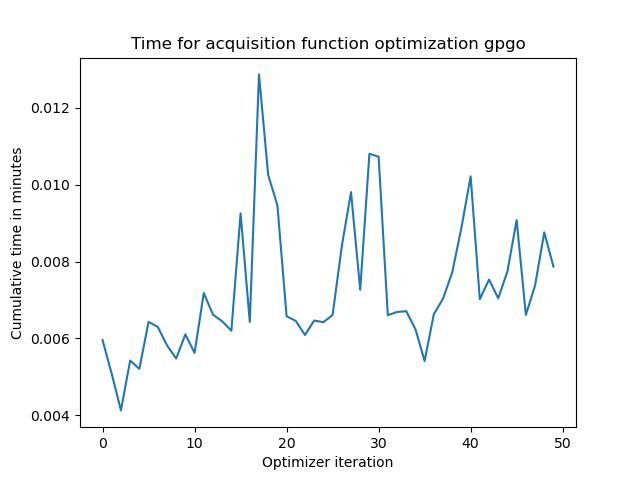 Time for acquisition function optimization gpgo
Cumulative time in minutes
0.012
0.010
0.008
0.006
0.004
0 10 20 30 40 50
Optimizer iteration